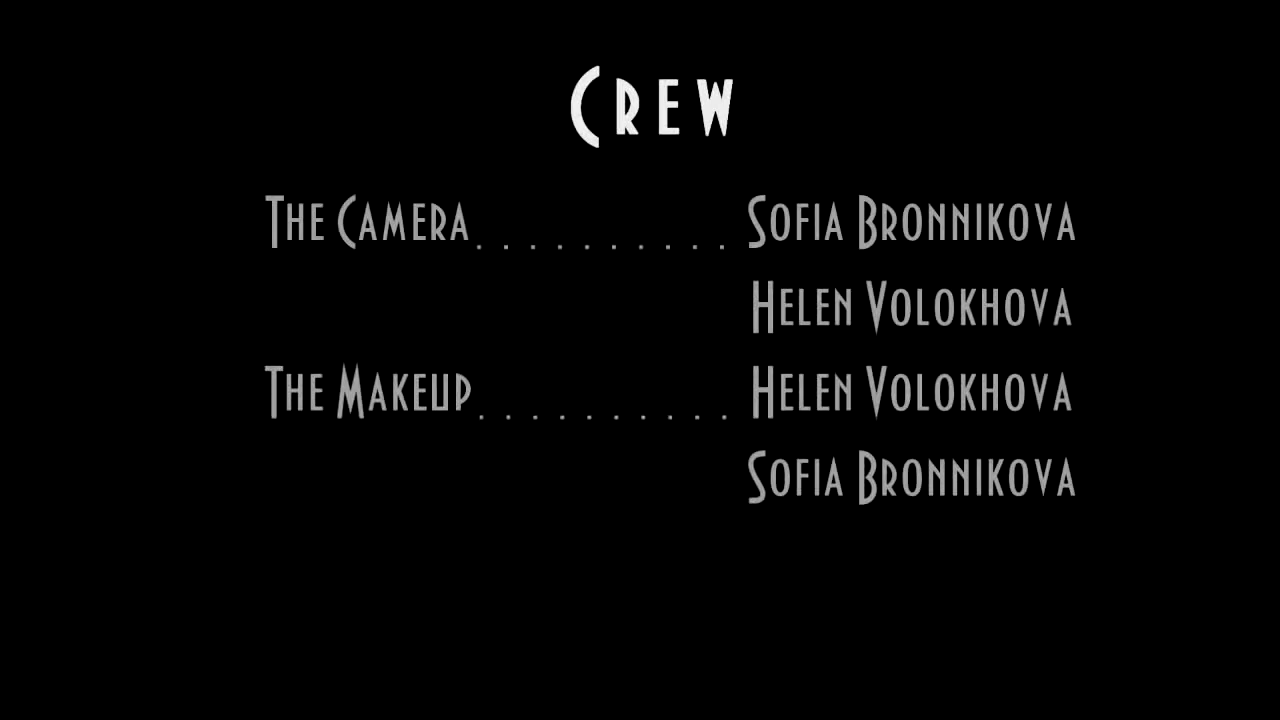 Crew
The Camera. . . . . . . . . . Sofia Bronnikova
Helen Volokhova
The Makeup. . . . . . . . . . Helen Volokhova
Sofia Bronnikova